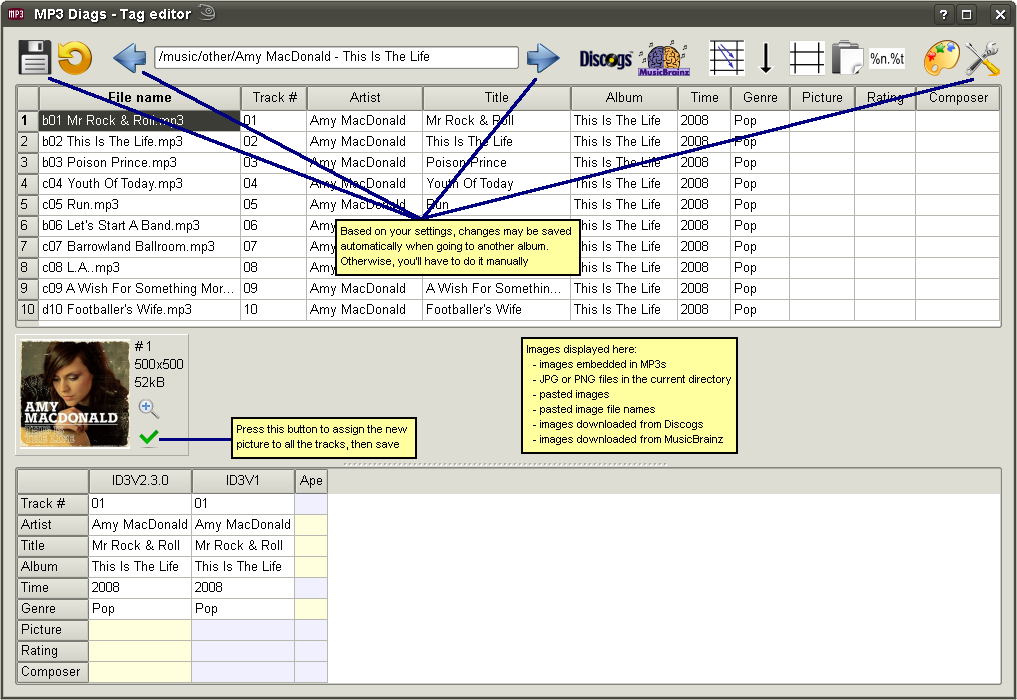 MP3 MP3 Diags - Tag editor ?
/music/other/Amy MacDonald - This Is The Life Discogs MusicBrainz %n.%t
File name Track # Artist Title Album Time Genre Picture Rating Composer
1 b01 Mr Rock & Roll.mp3 01 Amy MacDonald Mr Rock & Roll This Is The Life 2008 Pop
2 b02 This Is The Life.mp3 02 Amy MacDonald This Is The Life This Is The Life 2008 Pop
3 b03 Poison Prince.mp3 03 Amy MacDonald Poison Prince This Is The Life 2008 Pop
4 c04 Youth Of Today.mp3 04 Amy MacDonald Youth Of Today This Is The Life 2008 Pop
5 c05 Run.mp3 05 Amy MacDonald Run This Is The Life 2008 Pop
6 b06 Let's Start A Band.mp3 06 Amy This Is The Life 2008 Pop
7 c07 Barrowland Ballroom.mp3 07 Amy This Is The Life 2008 Pop
8 c08 L.A..mp3 08 Amy This Is The Life 2008 Pop
9 c09 A Wish For Something Mor... 09 Amy MacDonald A Wish For Somethin... This Is The Life 2008 Pop
10 d10 Footballer's Wife.mp3 10 Amy MacDonald Footballer's Wife This Is The Life 2008 Pop
Based on your settings, changes may be saved
automatically when going to another album.
Otherwise, you'll have to do it manually
#1
500x500
52kB
AMY
MACDONALD
Press this button to assign the new
picture to all the tracks, then save
Images displayed here:
- images embedded in MP3s
- JPG or PNG files in the current directory
- pasted images
- pasted image file names
- images downloaded from Discogs
- images downloaded from MusicBrainz
ID3V2.3.0 ID3V1 Ape
Track # 01 01
Artist Amy MacDonald Amy MacDonald
Title Mr Rock & Roll Mr Rock & Roll
Album This Is The Life This Is The Life
Time 2008 2008
Genre Pop Pop
Picture
Rating
Composer